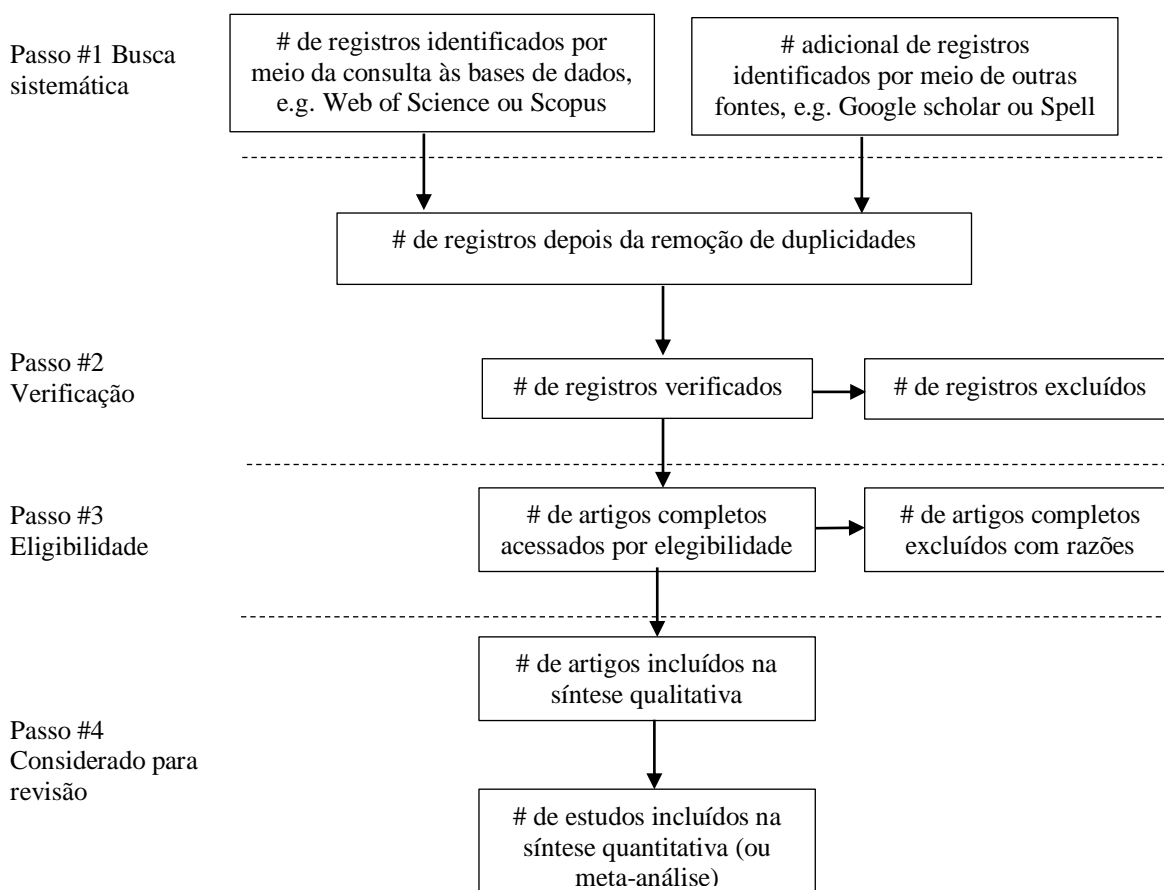 Passo #1 Busca
sistemática
# de registros identificados por
meio da consulta às bases de dados,
e.g. Web of Science ou Scopus
# adicional de registros
identificados por meio de outras
fontes, e.g. Google scholar ou Spell
# de registros depois da remoção de duplicidades
Passo #2
Verificação
# de registros verificados
# de registros excluídos
Passo #3
Eligibilidade
# de artigos completos
acessados por elegibilidade
# de artigos completos
excluídos com razões
Passo #4
Considerado para
revisão
# de artigos incluídos na
síntese qualitativa
# de estudos incluídos na
síntese quantitativa (ou
meta-análise)